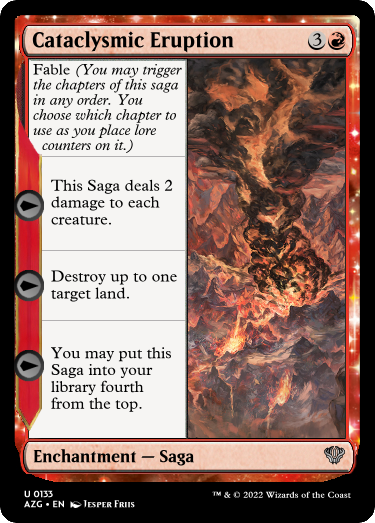 Cataclysmic Eruption 3
Fable (You may trigger
the chapters of this saga
in any order. You
choose which chapter to
use as you place lore
counters on it.)
This Saga deals 2
damage to each
creature.
Destroy up to one
target land.
You may put this
Saga into your
library fourth
from the top.
Enchantment — Saga
U 0133
AZG • EN Jesper Friis
™ & © 2022 Wizards of the Coast